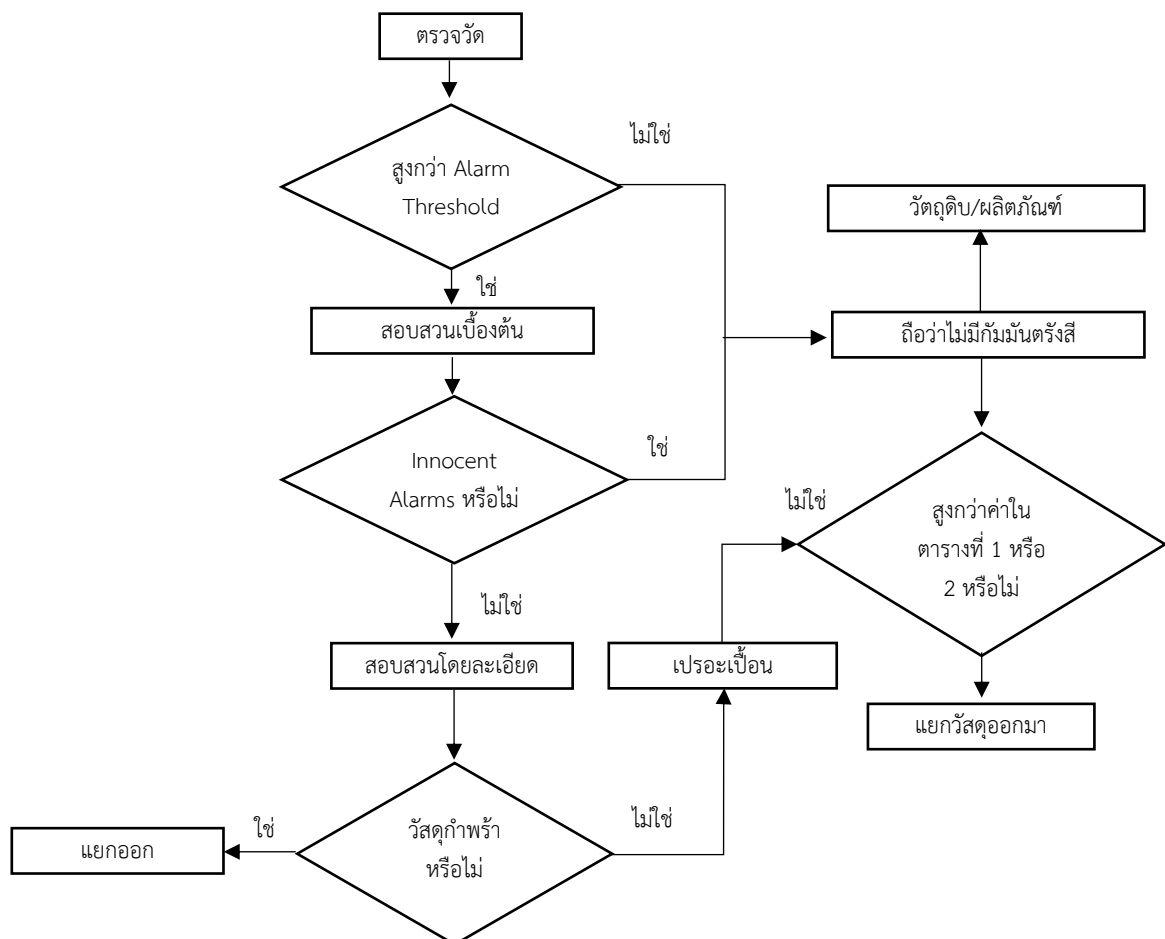 ตรวจวัด
ไม่ใช่
สูงกว่า Alarm
Threshold
วัตถุดิบ/ผลิตภัณฑ์
ใช่
สอบสวนเบื้องต้น
ถือว่าไม่มีกัมมันตรังสี
Innocent
Alarms หรือไม่
ใช่
ไม่ใช่
สูงกว่าค่าใน
ตารางที่ 1 หรือ
2 หรือไม่
ไม่ใช่
สอบสวนโดยละเอียด
เปรอะเปื้อน
แยกวัสดุออกมา
วัสดุกำพร้า
หรือไม่
ใช่
ไม่ใช่
แยกออก